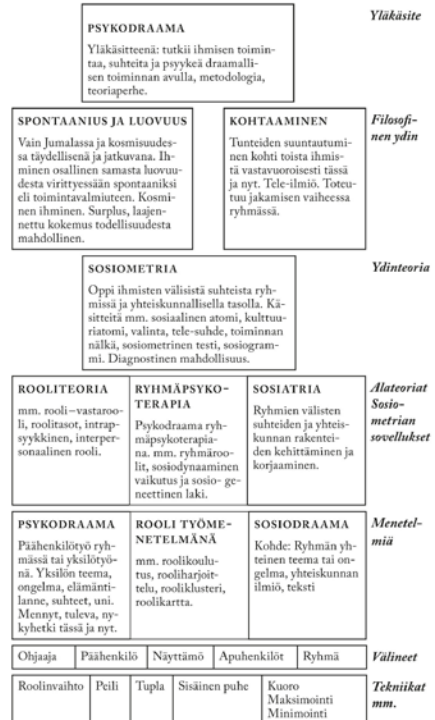 PSYKODRAAMA
Yläkäsitteenä: tutkii ihmisen toimin-
taa, suhteita ja psyykeä draamalli-
sen toiminnan avulla, metodologia,
teoriaperhe.
Yläkäsite
SPONTAANIUS JA LUOVUUS
Vain Jumalassa ja kosmisuudes-
sa täydellisenä ja jatkuvana. Ih-
minen osallinen samasta luovuu-
desta virittyessään spontaaniksi
eli toimintavalmiuteen. Kosmi-
nen ihminen. Surplus, laajen-
nettu kokemus todellisuudesta
mahdollinen.
KOHTAAMINEN
Tunteiden suuntautumi-
nen kohti toista ihmis-
tä vastavuoroisesti tässä
ja nyt. Tele-ilmiö. Toteu-
tuu jakamisen vaiheessa
ryhmässä.
Filosofi-
nen ydin
SOSIOMETRIA
Oppi ihmisten välisistä suhteista ryh-
missä ja yhteiskunnallisella tasolla. Kä-
sitteitä mm. sosiaalinen atomi, kulttuu-
riatomi, valinta, tele-suhde, toiminnan
nälkä, sosiometrinen testi, sosiogram-
mi. Diagnostinen mahdollisuus.
Ydinteoria
ROOLITEORIA
mm. rooli–vastaroo-
li, roolitasot, intrap-
syykkinen, interper-
sonaalinen rooli.
RYHMÄPSYKO-
TERAPIA
Psykodraama ryh-
mäpsykoterapia-
na. mm. ryhmäroo-
lit, sosiodynaaminen
vaikutus ja sosio- ge-
neettinen laki.
SOSIATRIA
Ryhmien välisten
suhteiden ja yhteis-
kunnan rakentei-
den kehittäminen ja
korjaaminen.
Alateoriat
Sosio-
metrian
sovellukset
PSYKODRAAMA
Päähenkilötyö ryh-
mässä tai yksilötyö-
nä. Yksilön teema,
ongelma, elämänti-
lanne, suhteet, uni.
Mennyt, tuleva, ny-
kyhetki tässä ja nyt.
ROOLI TYÖME-
NETELMÄNÄ
mm. roolikoulu-
tus, rooliharjoit-
telu, rooliklusteri,
roolikartta.
SOSIODRAAMA
Kohde: Ryhmän yh-
teinen teema tai on-
gelma, yhteiskunnan
ilmiö, teksti
Menetel-
miä
Ohjaaja Päähenkilö Näyttämö Apuhenkilöt Ryhmä
Välineet
Roolinvaihto Peili Tupla Sisäinen puhe Kuoro
Maksimointi
Minimointi
Tekniikat
mm.